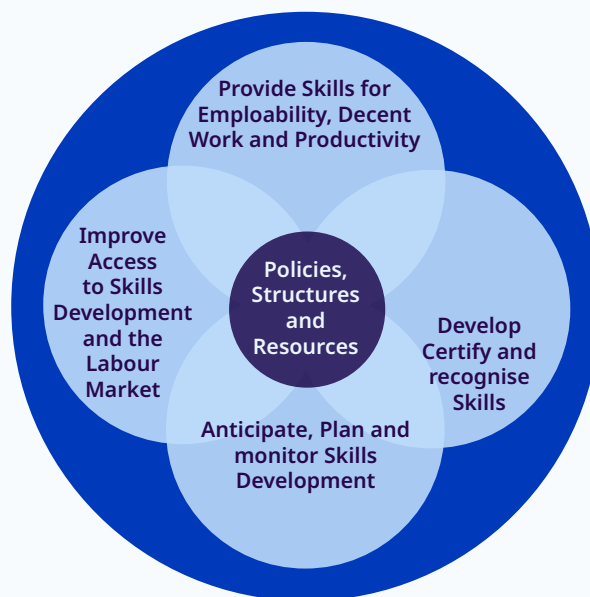 Provide Skills for
Emploability, Decent
Work and Productivity
Improve
Access
to Skills
Development
and the
Labour
Market
Policies,
Structures
and
Resources
Develop
Certify and
recognise
Skills
Anticipate, Plan and
monitor Skills
Development